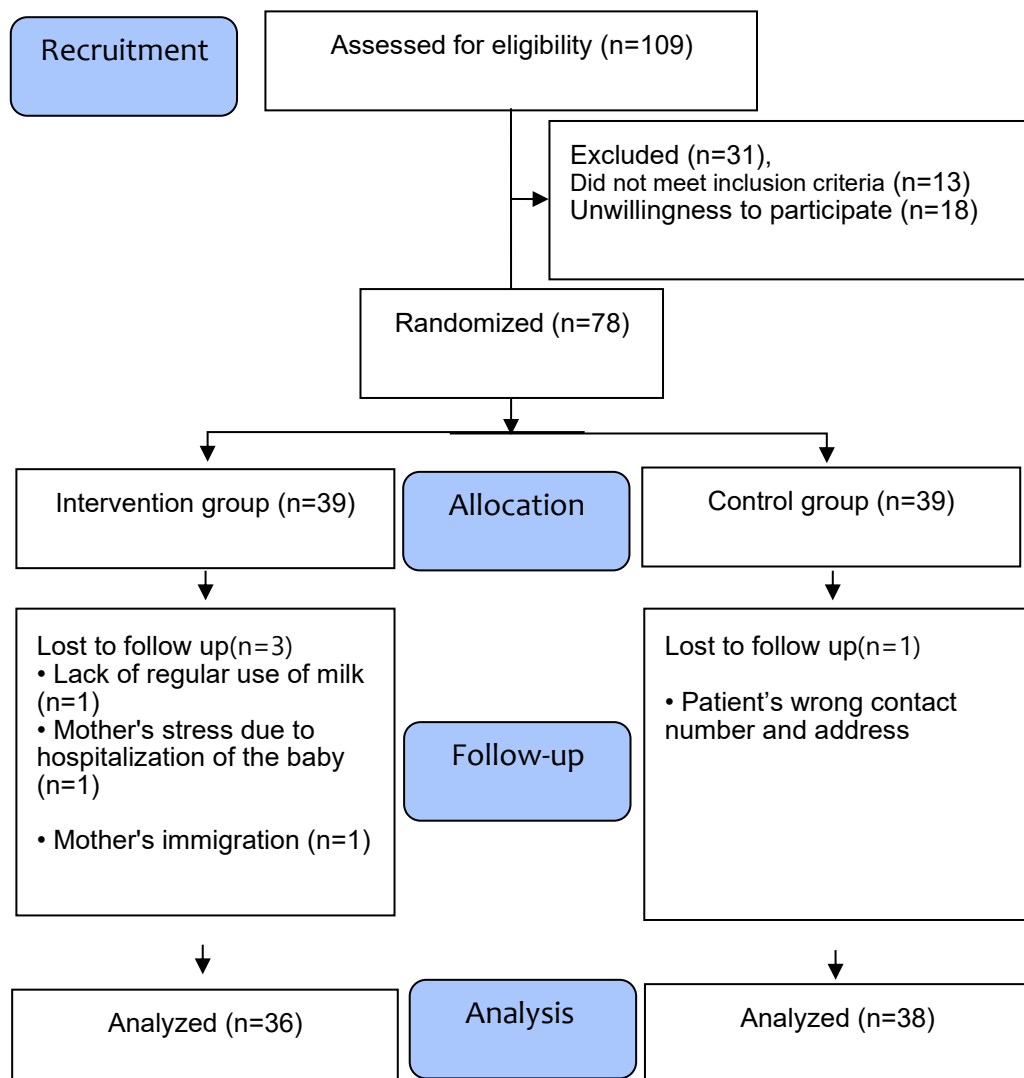 Recruitment
Assessed for eligibility (n=109)
Excluded (n=31),
Did not meet inclusion criteria (n=13)
Unwillingness to participate (n=18)
Randomized (n=78)
Intervention group (n=39)
Allocation
Control group (n=39)
Lost to follow up(n=3)
• Lack of regular use of milk
(n=1)
• Mother's stress due to
hospitalization of the baby
(n=1)
• Mother's immigration (n=1)
Follow-up
Lost to follow up(n=1)
• Patient’s wrong contact
number and address
Analyzed (n=36)
Analysis
Analyzed (n=38)